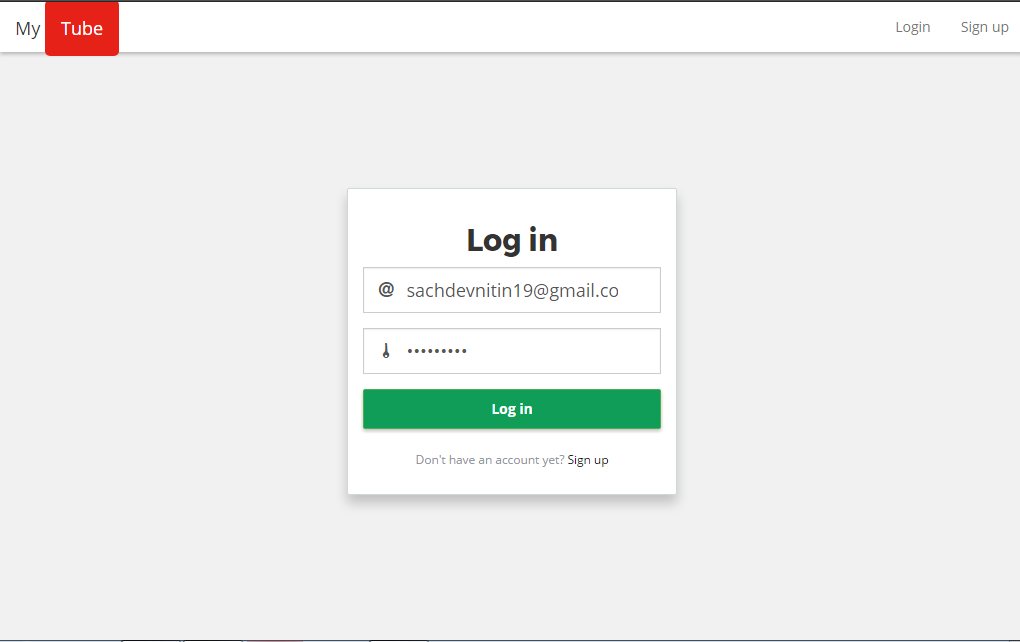 My Tube Login Sign up
Log in
@ sachdevnitin19@gmail.co
•••••••••
Log in
Don't have an account yet? Sign up